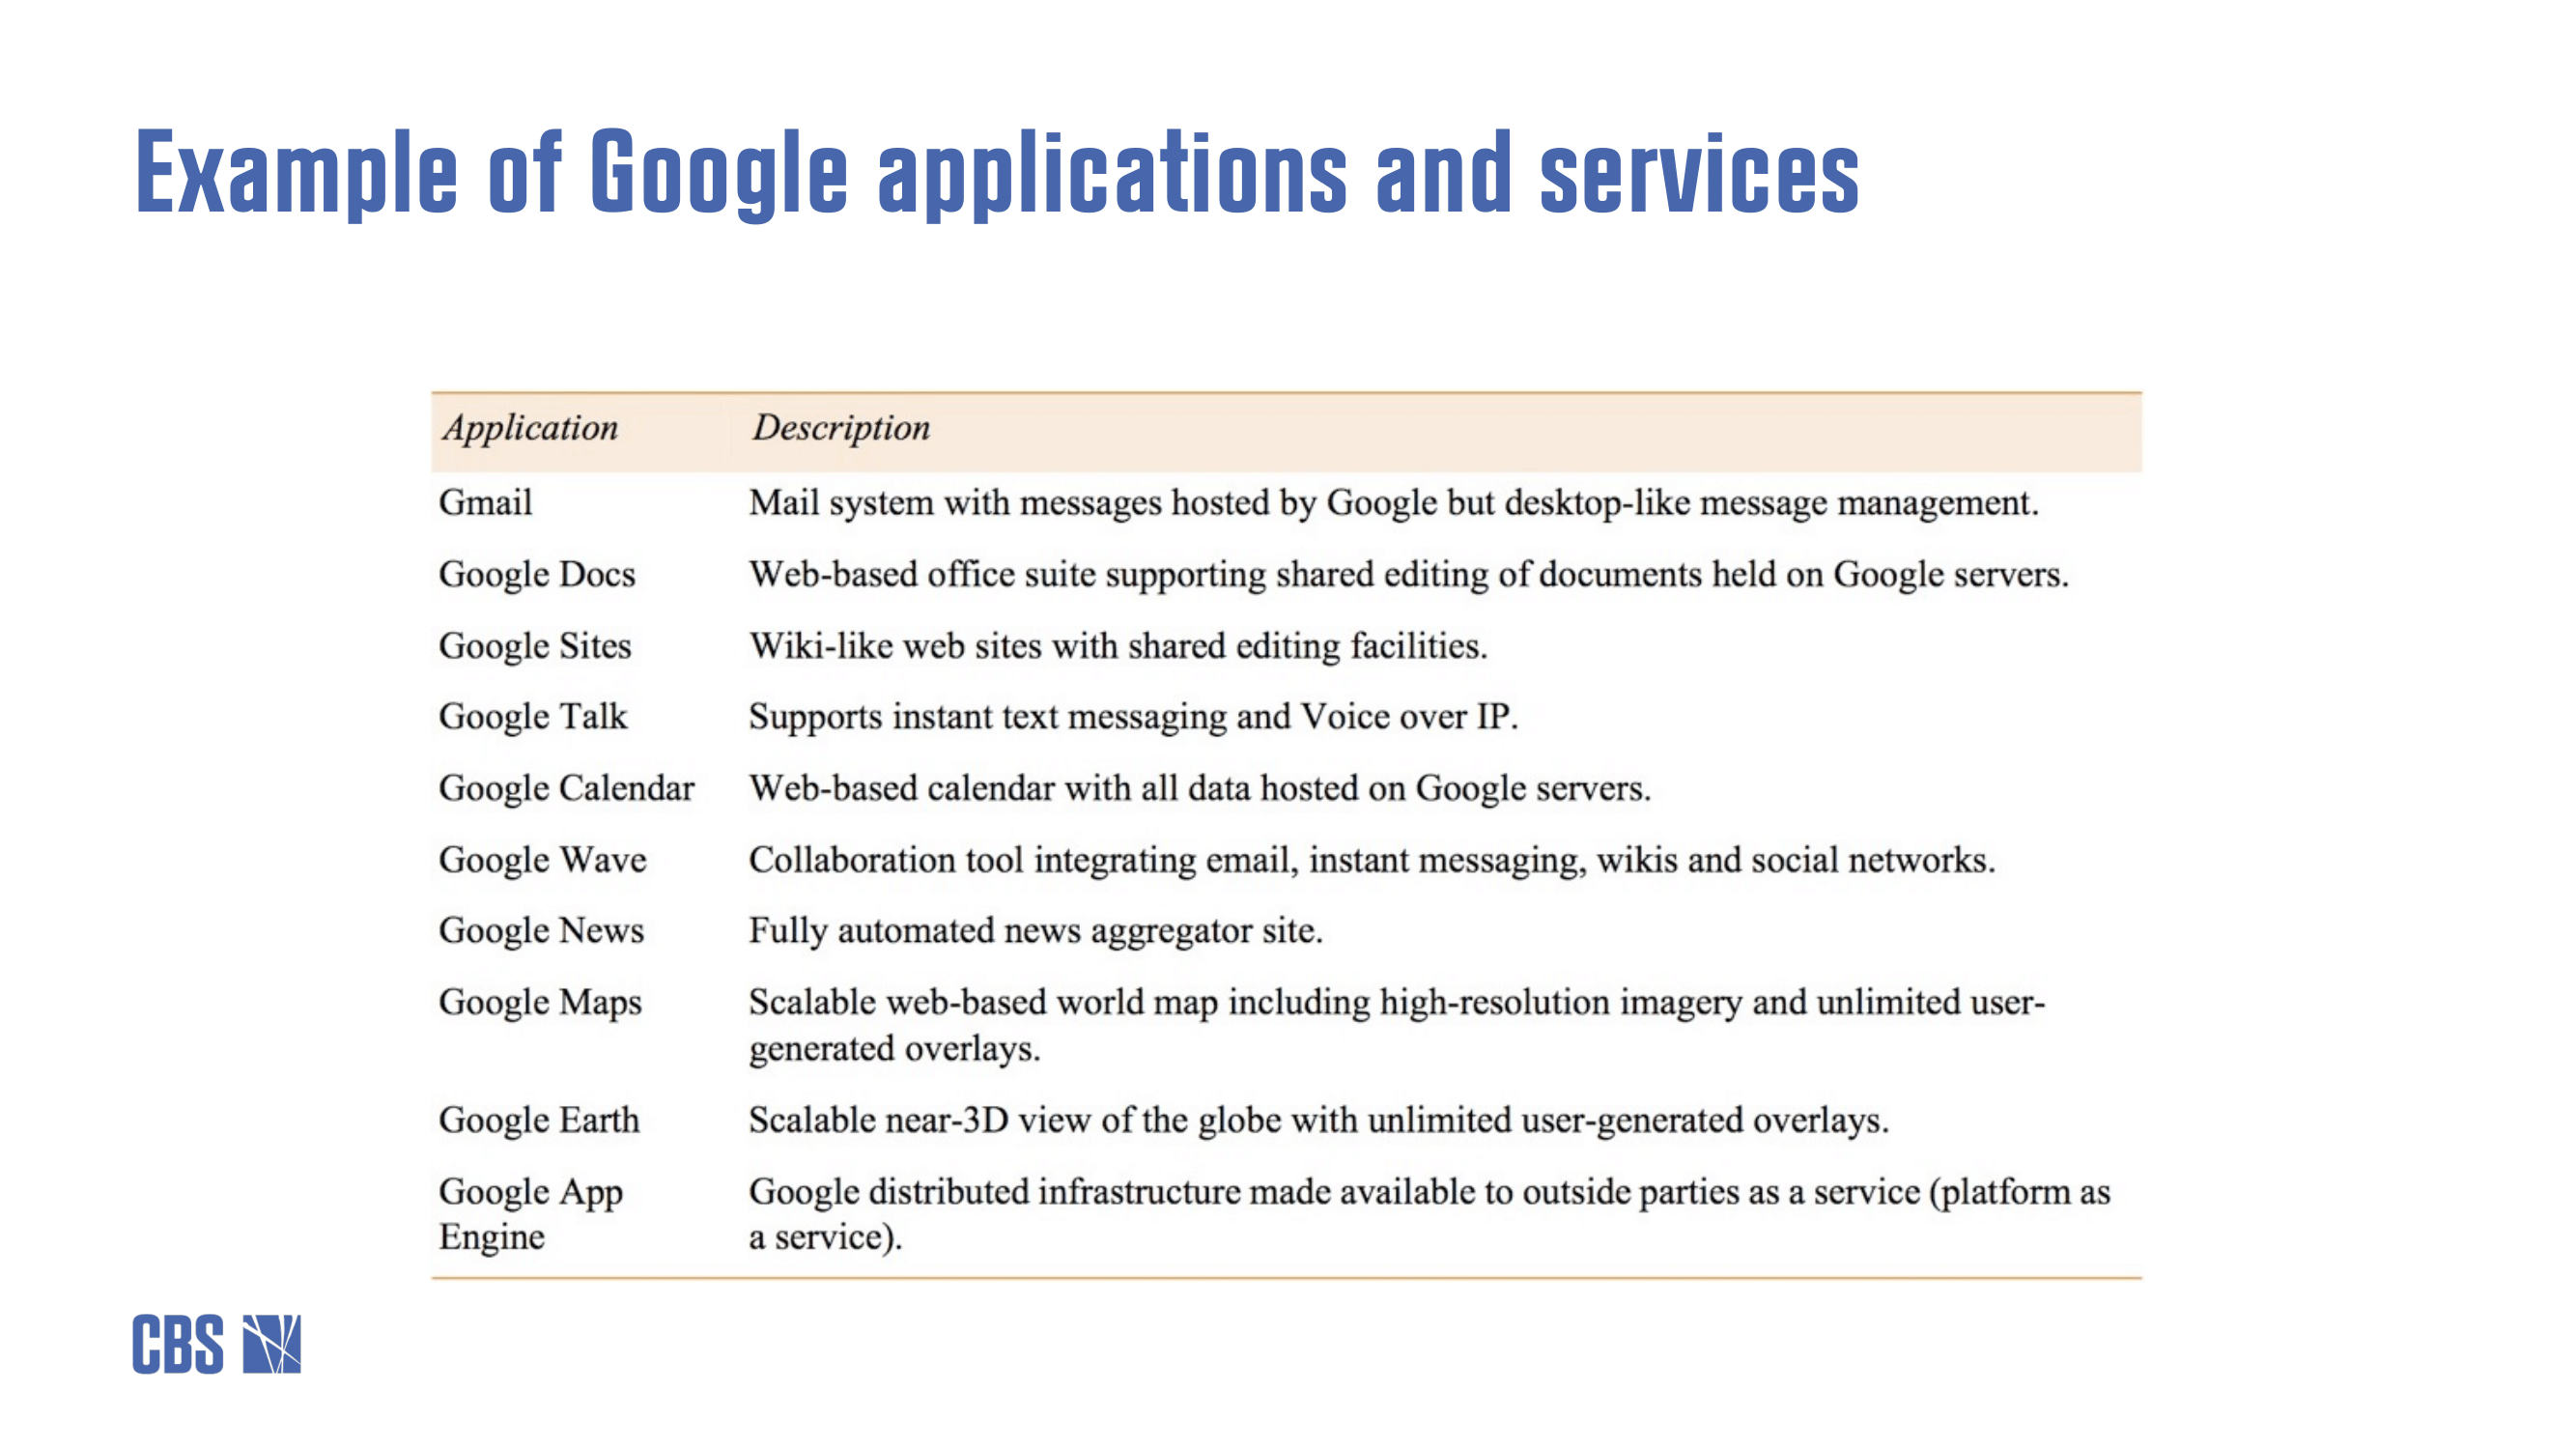 Example of Google applications and services
Application Description
Gmail Mail system with messages hosted by Google but desktop-like message management.
Google Docs Web-based office suite supporting shared editing of documents held on Google servers.
Google Sites Wiki-like web sites with shared editing facilities.
Google Talk Supports instant text messaging and Voice over IP.
Google Calendar Web-based calendar with all data hosted on Google servers.
Google Wave Collaboration tool integrating email, instant messaging, wikis and social networks.
Google News Fully automated news aggregator site.
Google Maps Scalable web-based world map including high-resolution imagery and unlimited user-
generated overlays.
Google Earth Scalable near-3D view of the globe with unlimited user-generated overlays.
Google App Google distributed infrastructure made available to outside parties as a service (platform as
Engine a service).
CBS